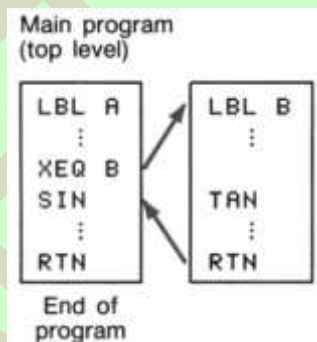 Main program
(top level)
LBL A
⋮
XEQ B
SIN
⋮
RTN
End of
program
LBL B
⋮
TAN
⋮
RTN